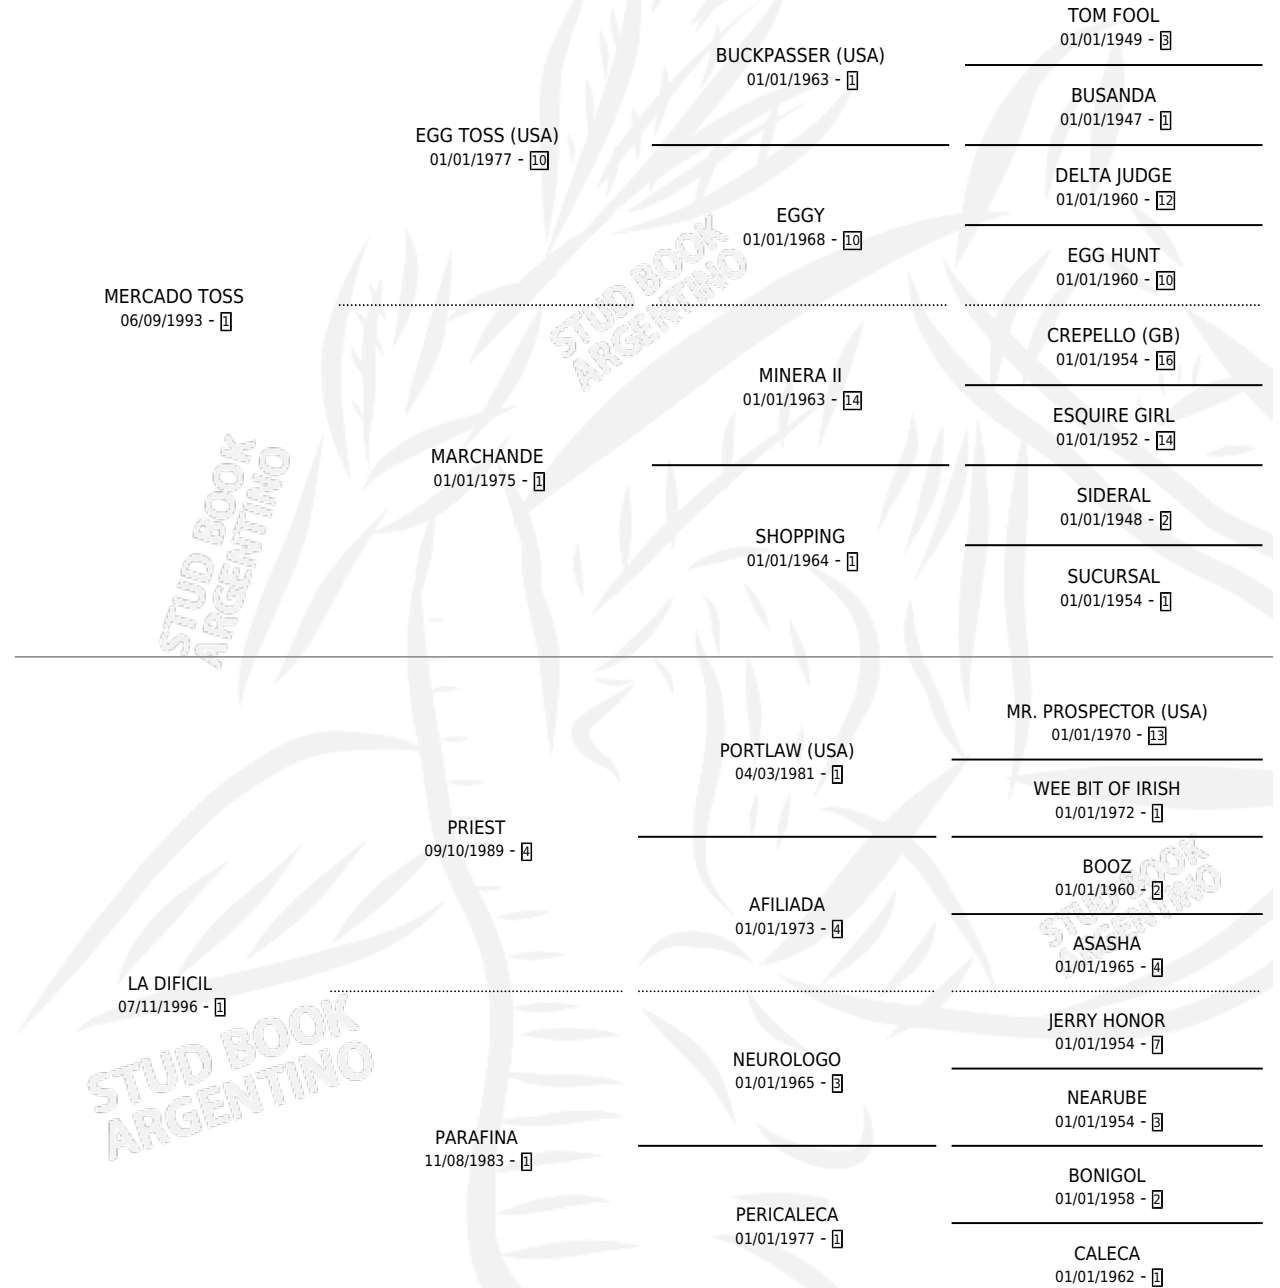 TOM FOOL
01/01/1949 - 3
BUCKPASSER (USA)
01/01/1963 - 1
BUSANDA
01/01/1947 - 1
EGG TOSS (USA)
01/01/1977 - 10
DELTA JUDGE
01/01/1960 - 12
EGGY
01/01/1968 - 10
EGG HUNT
01/01/1960 - 10
MERCADO TOSS
06/09/1993 - 1
CREPELLO (GB)
01/01/1954 - 16
MINERA II
01/01/1963 - 14
ESQUIRE GIRL
01/01/1952 - 14
MARCHANDE
01/01/1975 - 1
SIDERAL
01/01/1948 - 2
SHOPPING
01/01/1964 - 1
SUCURSAL
01/01/1954 - 1
MR. PROSPECTOR (USA)
01/01/1970 - 13
PORTLAW (USA)
04/03/1981 - 1
WEE BIT OF IRISH
01/01/1972 - 1
PRIEST
09/10/1989 - 4
BOOZ
01/01/1960 - 2
AFILIADA
01/01/1973 - 4
ASASHA
01/01/1965 - 4
LA DIFICIL
07/11/1996 - 1
JERRY HONOR
01/01/1954 - 7
NEUROLOGO
01/01/1965 - 3
NEARUBE
01/01/1954 - 3
PARAFINA
11/08/1983 - 1
BONIGOL
01/01/1958 - 2
PERICALECA
01/01/1977 - 1
CALECA
01/01/1962 - 1
STUD BOOK
ARGENTINO
STUD BOOK
ARGENTINO
STUD BOOK
ARGENTINO
STUD BOOK
ARGENTINO